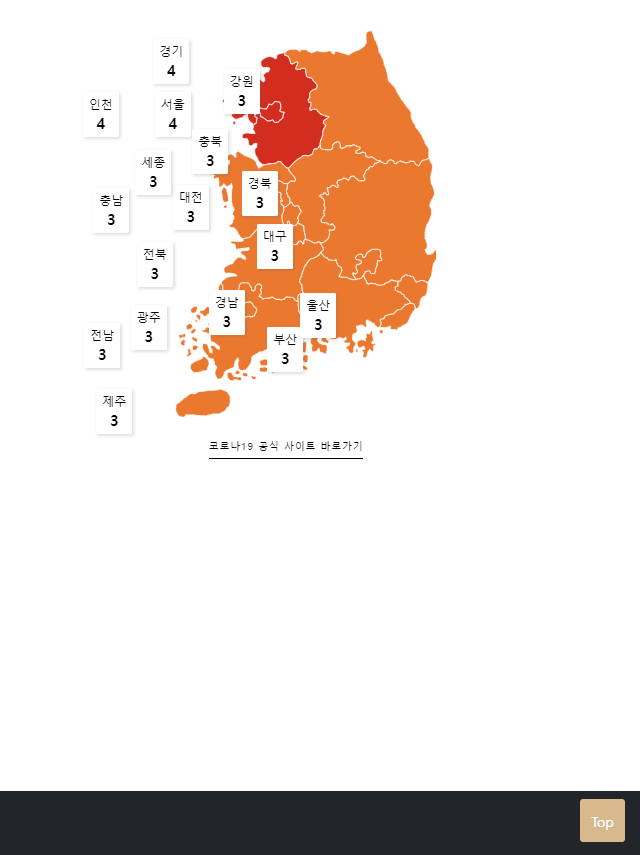 경기
4
강원
3
인천
4
서울
4
충북
3
세종
3
경북
3
충남
3
대전
3
대구
3
전북
3
경남
3
울산
3
광주
3
전남
3
부산
3
제주
3
코로나19 공식 사이트 바로가기
Top